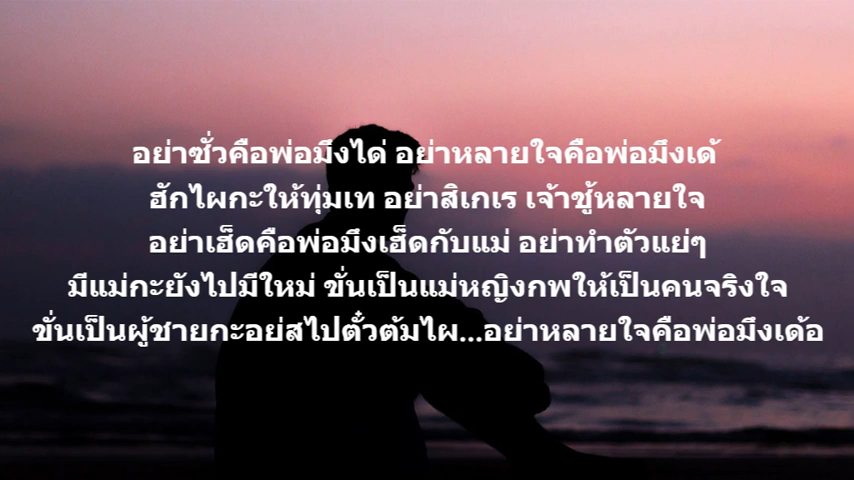 อย่าซั่วคือพ่อมึงได่ อย่าหลายใจคือพ่อมึงเด้
ฮักไผกะให้ทุ่มเท อย่าสิเกเร เจ้าชู้หลายใจ
อย่าเฮ็ดคือพ่อมึงเฮ็ดกับแม่ อย่าทำตัวแย่ๆ
มีแม่กะยังไปมีใหม่ ขั่นเป็นแม่หญิงกพให้เป็นคนจริงใจ
ขั่นเป็นผู้ชายกะอย่สไปตั๋วต้มไผ...อย่าหลายใจคือพ่อมึงเด้อ